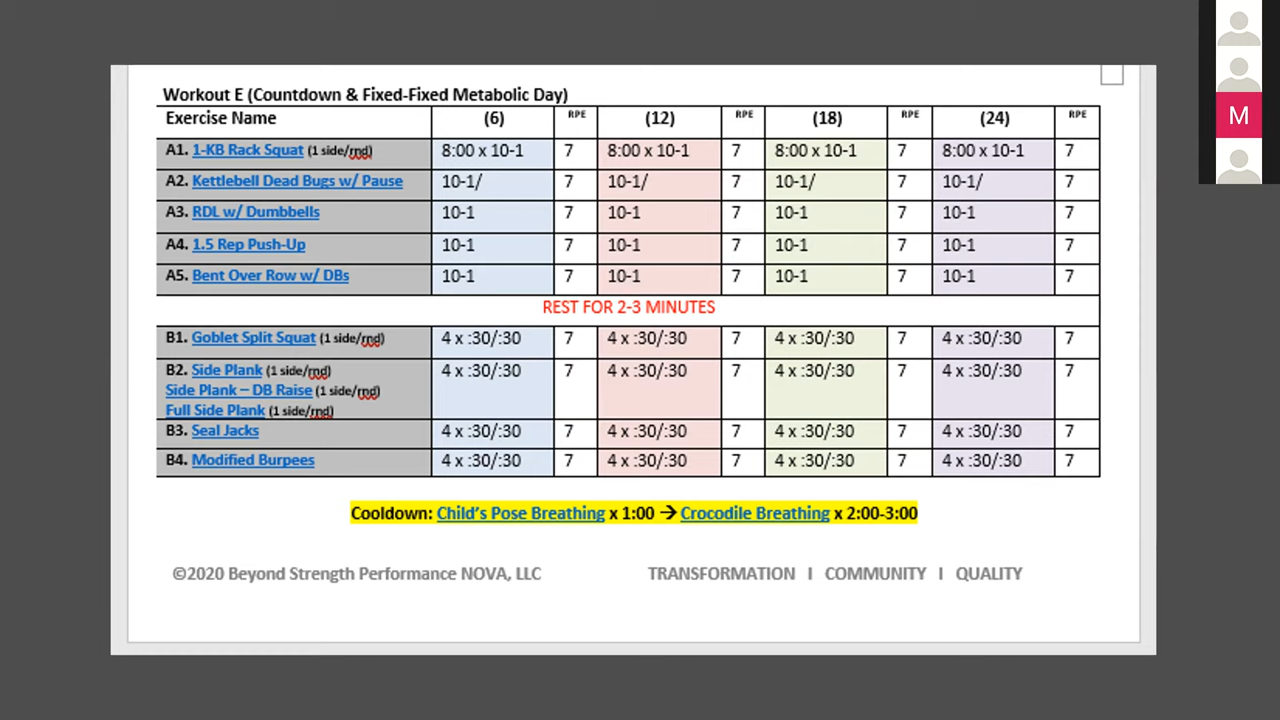 Workout E (Countdown & Fixed-Fixed Metabolic Day)
Exercise Name (6) RPE (12) RPE (18) RPE (24) RPE
A1. 1-KB Rack Squat (1 side/rnd) 8:00 x 10-1 7 8:00 x 10-1 7 8:00 x 10-1 7 8:00 x 10-1 7
A2. Kettlebell Dead Bugs w/ Pause 10-1/ 7 10-1/ 7 10-1/ 7 10-1/ 7
A3. RDL w/ Dumbbells 10-1 7 10-1 7 10-1 7 10-1 7
A4. 1.5 Rep Push-Up 10-1 7 10-1 7 10-1 7 10-1 7
A5. Bent Over Row w/ DBs 10-1 7 10-1 7 10-1 7 10-1 7
REST FOR 2-3 MINUTES
B1. Goblet Split Squat (1 side/rnd) 4 x :30/:30 7 4 x :30/:30 7 4 x :30/:30 7 4 x :30/:30 7
B2. Side Plank (1 side/rnd) 4 x :30/:30 7 4 x :30/:30 7 4 x :30/:30 7 4 x :30/:30 7
Side Plank – DB Raise (1 side/rnd)
Full Side Plank (1 side/rnd)
B3. Seal Jacks 4 x :30/:30 7 4 x :30/:30 7 4 x :30/:30 7 4 x :30/:30 7
B4. Modified Burpees 4 x :30/:30 7 4 x :30/:30 7 4 x :30/:30 7 4 x :30/:30 7
Cooldown: Child's Pose Breathing x 1:00 → Crocodile Breathing x 2:00-3:00
©2020 Beyond Strength Performance NOVA, LLC TRANSFORMATION I COMMUNITY I QUALITY
M